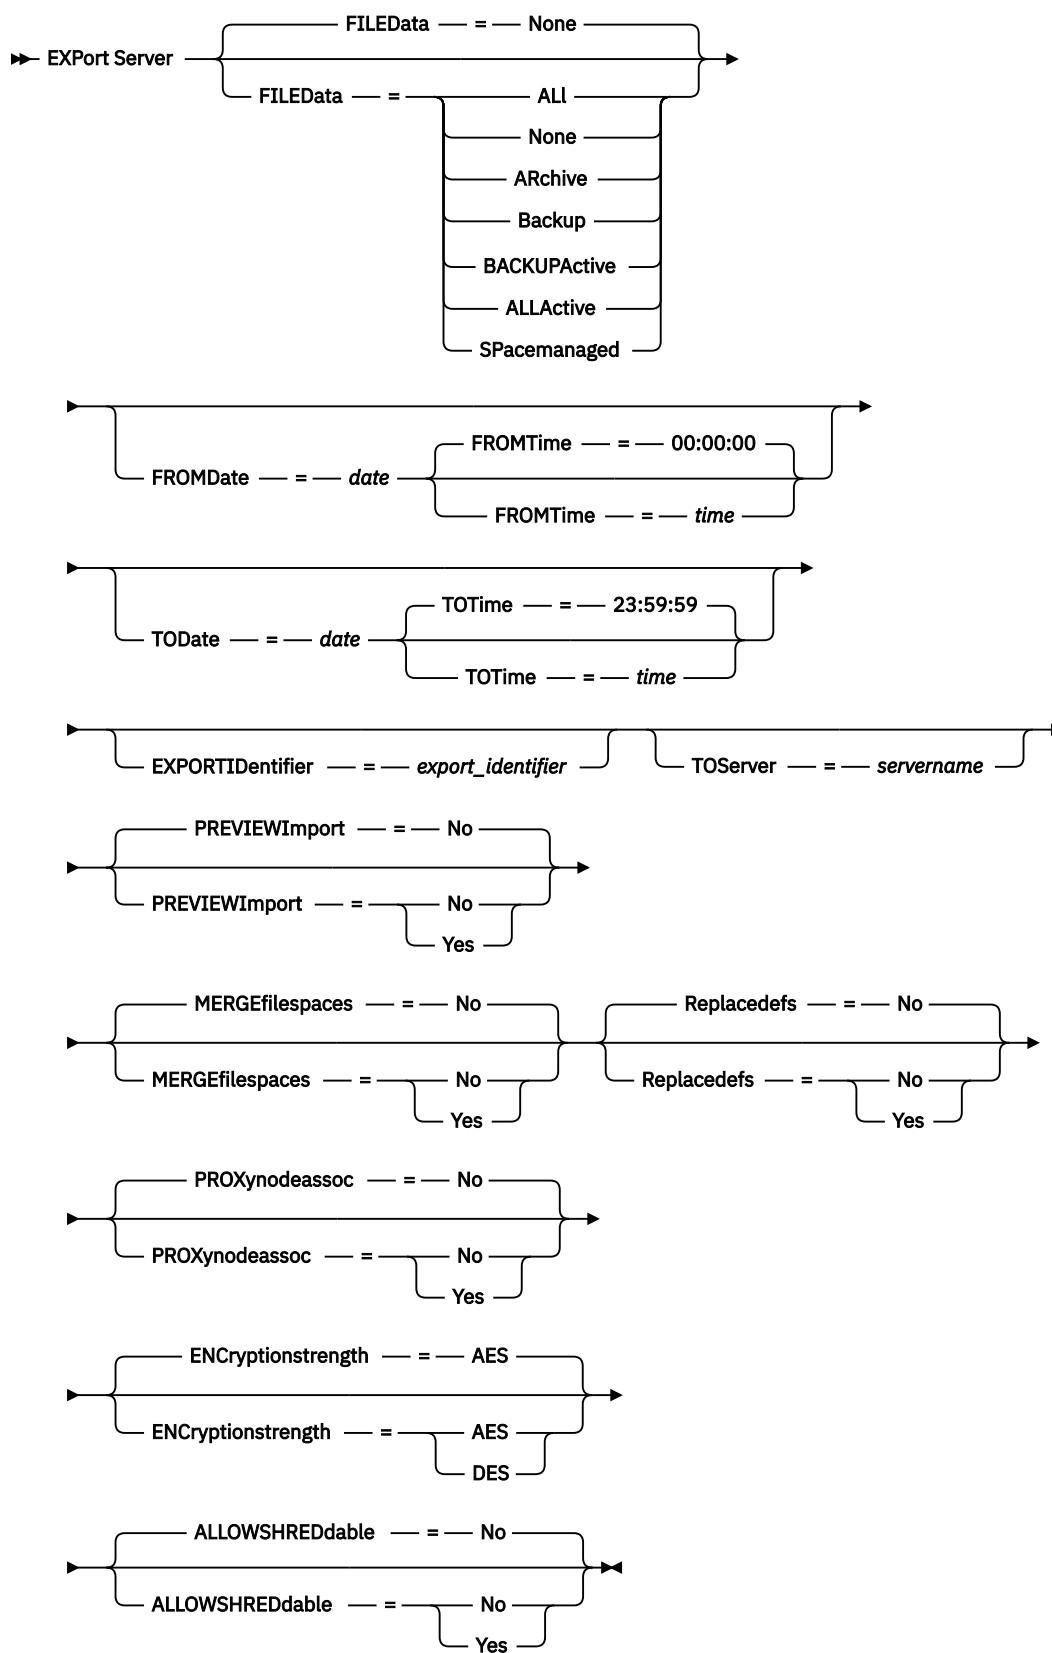 FILEData = None
EXPort Server
FILEData = ALl
None
ARchive
Backup
BACKUPActive
ALLActive
SPacemanaged
FROMTime = 00:00:00
FROMDate = date
FROMTime = time
TOTime = 23:59:59
TODate = date
TOTime = time
EXPORTIDentifier = export_identifier TOServer = servername
PREVIEWImport = No
PREVIEWImport = No
Yes
MERGEfilespaces = No Replacedefs = No
MERGEfilespaces = No Replacedefs = No
Yes Yes
PROXynodeassoc = No
PROXynodeassoc = No
Yes
ENCryptionstrength = AES
ENCryptionstrength = AES
DES
ALLOWSHREDdable = No
ALLOWSHREDdable = No
Yes